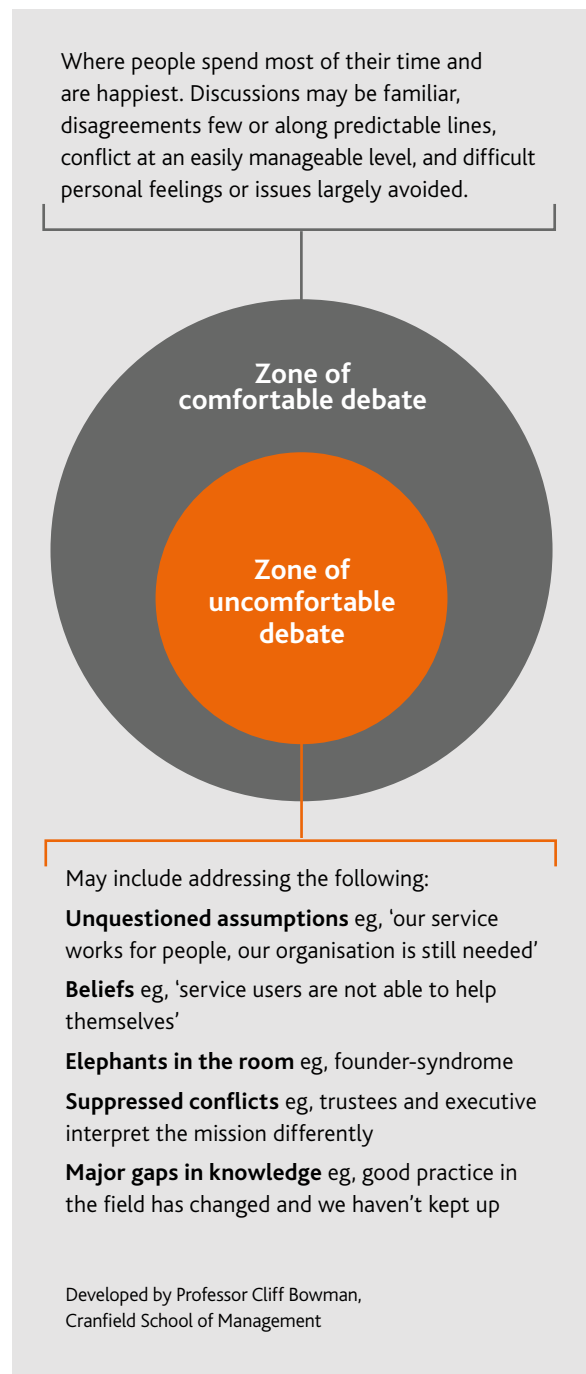 Where people spend most of their time and
are happiest. Discussions may be familiar,
disagreements few or along predictable lines,
conflict at an easily manageable level, and difficult
personal feelings or issues largely avoided.
Zone of
comfortable debate
Zone of
uncomfortable
debate
May include addressing the following:
Unquestioned assumptions eg, ‘our service
works for people, our organisation is still needed’
Beliefs eg, ‘service users are not able to help
themselves’
Elephants in the room eg, founder-syndrome
Suppressed conflicts eg, trustees and executive
interpret the mission differently
Major gaps in knowledge eg, good practice in
the field has changed and we haven’t kept up
Developed by Professor Cliff Bowman,
Cranfield School of Management